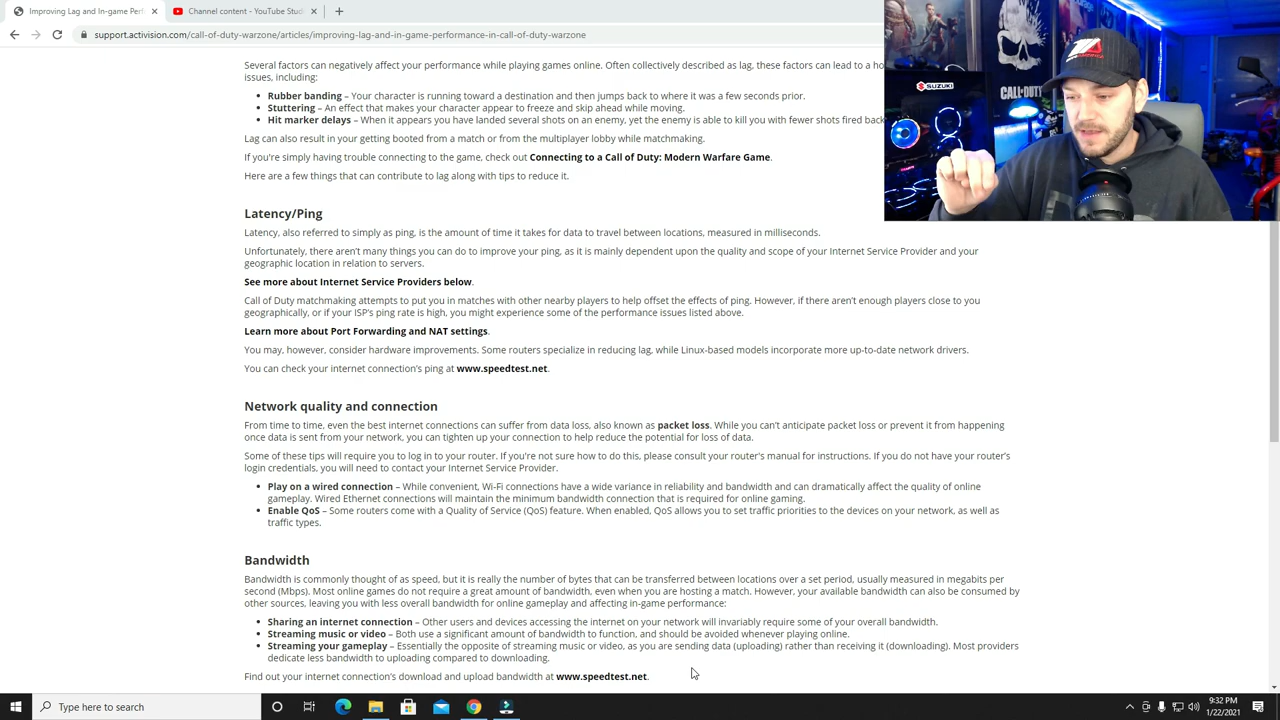 Improving Lag and In-game Perf
Channel content - YouTube Stud
support.activision.com/call-of-duty-warzone/articles/improving-lag-and-in-game-performance-in-call-of-duty-warzone
Several factors can negatively affect your performance while playing games online. Often collectively described as lag, these factors can lead to a ho
issues, including:
Rubber banding – Your character is running toward a destination and then jumps back to where it was a few seconds prior.
Stuttering – An effect that makes your character appear to freeze and skip ahead while moving.
Hit marker delays – When it appears you have landed several shots on an enemy, yet the enemy is able to kill you with fewer shots fired back
Lag can also result in your getting booted from a match or from the multiplayer lobby while matchmaking.
If you're simply having trouble connecting to the game, check out Connecting to a Call of Duty: Modern Warfare Game.
Here are a few things that can contribute to lag along with tips to reduce it.
SUZUKI
CALL OF DUTY
AMERICA
Latency/Ping
Latency, also referred to simply as ping, is the amount of time it takes for data to travel between locations, measured in milliseconds.
Unfortunately, there aren't many things you can do to improve your ping, as it is mainly dependent upon the quality and scope of your Internet Service Provider and your
geographic location in relation to servers.
See more about Internet Service Providers below.
Call of Duty matchmaking attempts to put you in matches with other nearby players to help offset the effects of ping. However, if there aren't enough players close to you
geographically, or if your ISP's ping rate is high, you might experience some of the performance issues listed above.
Learn more about Port Forwarding and NAT settings.
You may, however, consider hardware improvements. Some routers specialize in reducing lag, while Linux-based models incorporate more up-to-date network drivers.
You can check your internet connection's ping at www.speedtest.net.
Network quality and connection
From time to time, even the best internet connections can suffer from data loss, also known as packet loss. While you can't anticipate packet loss or prevent it from happening
once data is sent from your network, you can tighten up your connection to help reduce the potential for loss of data.
Some of these tips will require you to log in to your router. If you're not sure how to do this, please consult your router's manual for instructions. If you do not have your router's
login credentials, you will need to contact your Internet Service Provider.
Play on a wired connection – While convenient, Wi-Fi connections have a wide variance in reliability and bandwidth and can dramatically affect the quality of online
gameplay. Wired Ethernet connections will maintain the minimum bandwidth connection that is required for online gaming.
Enable QoS – Some routers come with a Quality of Service (QoS) feature. When enabled, QoS allows you to set traffic priorities to the devices on your network, as well as
traffic types.
Bandwidth
Bandwidth is commonly thought of as speed, but it is really the number of bytes that can be transferred between locations over a set period, usually measured in megabits per
second (Mbps). Most online games do not require a great amount of bandwidth, even when you are hosting a match. However, your available bandwidth can also be consumed by
other sources, leaving you with less overall bandwidth for online gameplay and affecting in-game performance:
Sharing an internet connection – Other users and devices accessing the internet on your network will invariably require some of your overall bandwidth.
Streaming music or video – Both use a significant amount of bandwidth to function, and should be avoided whenever playing online.
Streaming your gameplay – Essentially the opposite of streaming music or video, as you are sending data (uploading) rather than receiving it (downloading). Most providers
dedicate less bandwidth to uploading compared to downloading.
Find out your internet connection's download and upload bandwidth at www.speedtest.net.
Type here to search
9:32 PM
1/22/2021